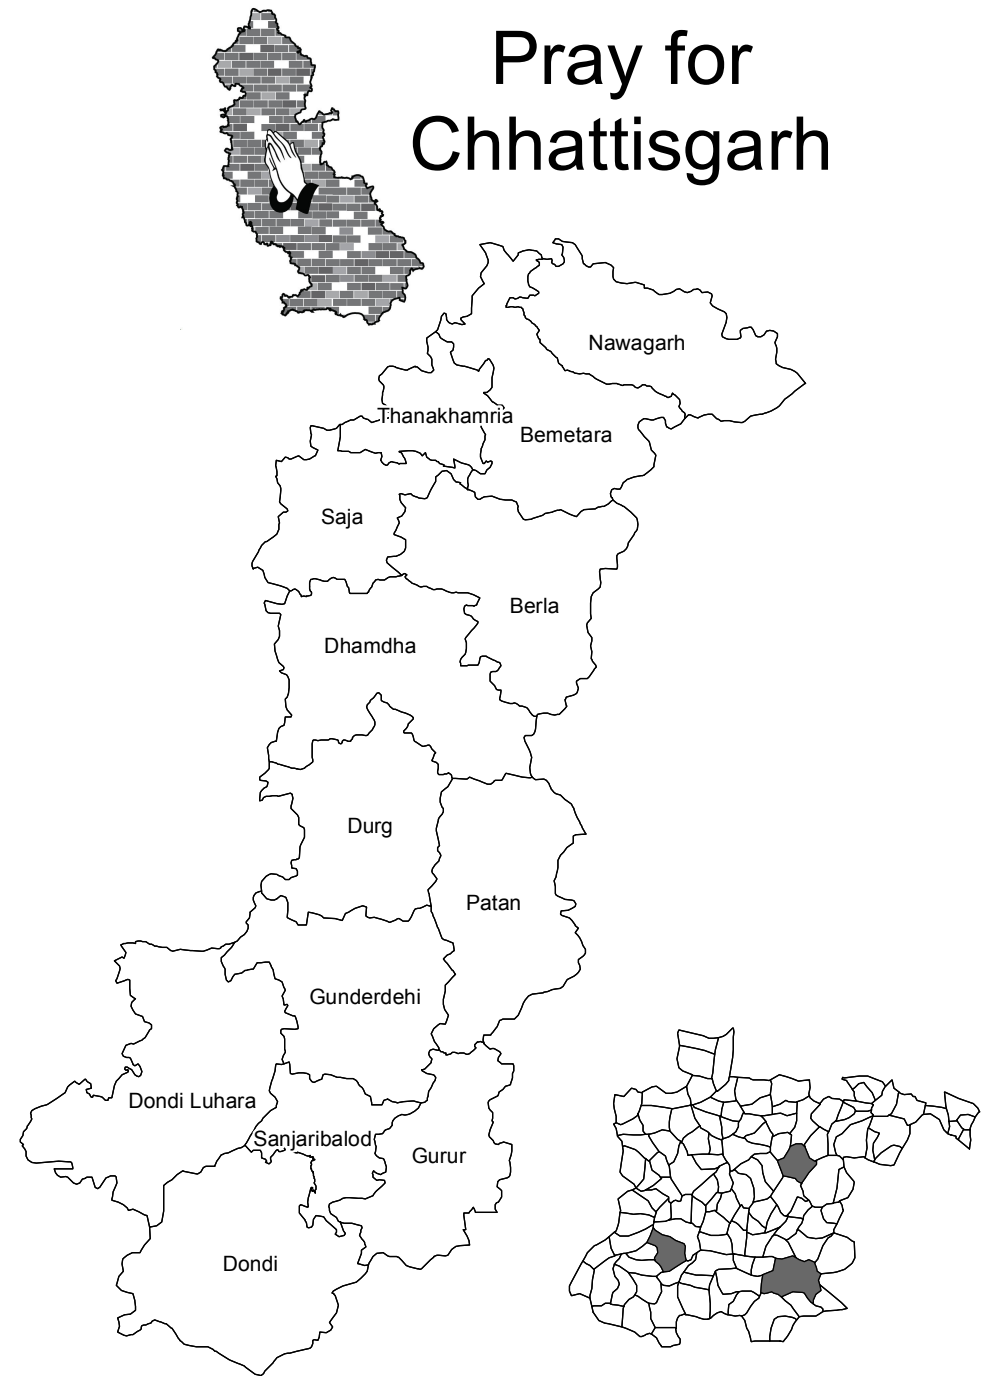 Pray for
Chhattisgarh
Nawagarh
Thanakhamria
Bemetara
Saja
Berla
Dhamdha
Durg
Patan
Gunderdehi
Dondi Luhara
Sanjaribalod
Gurur
Dondi